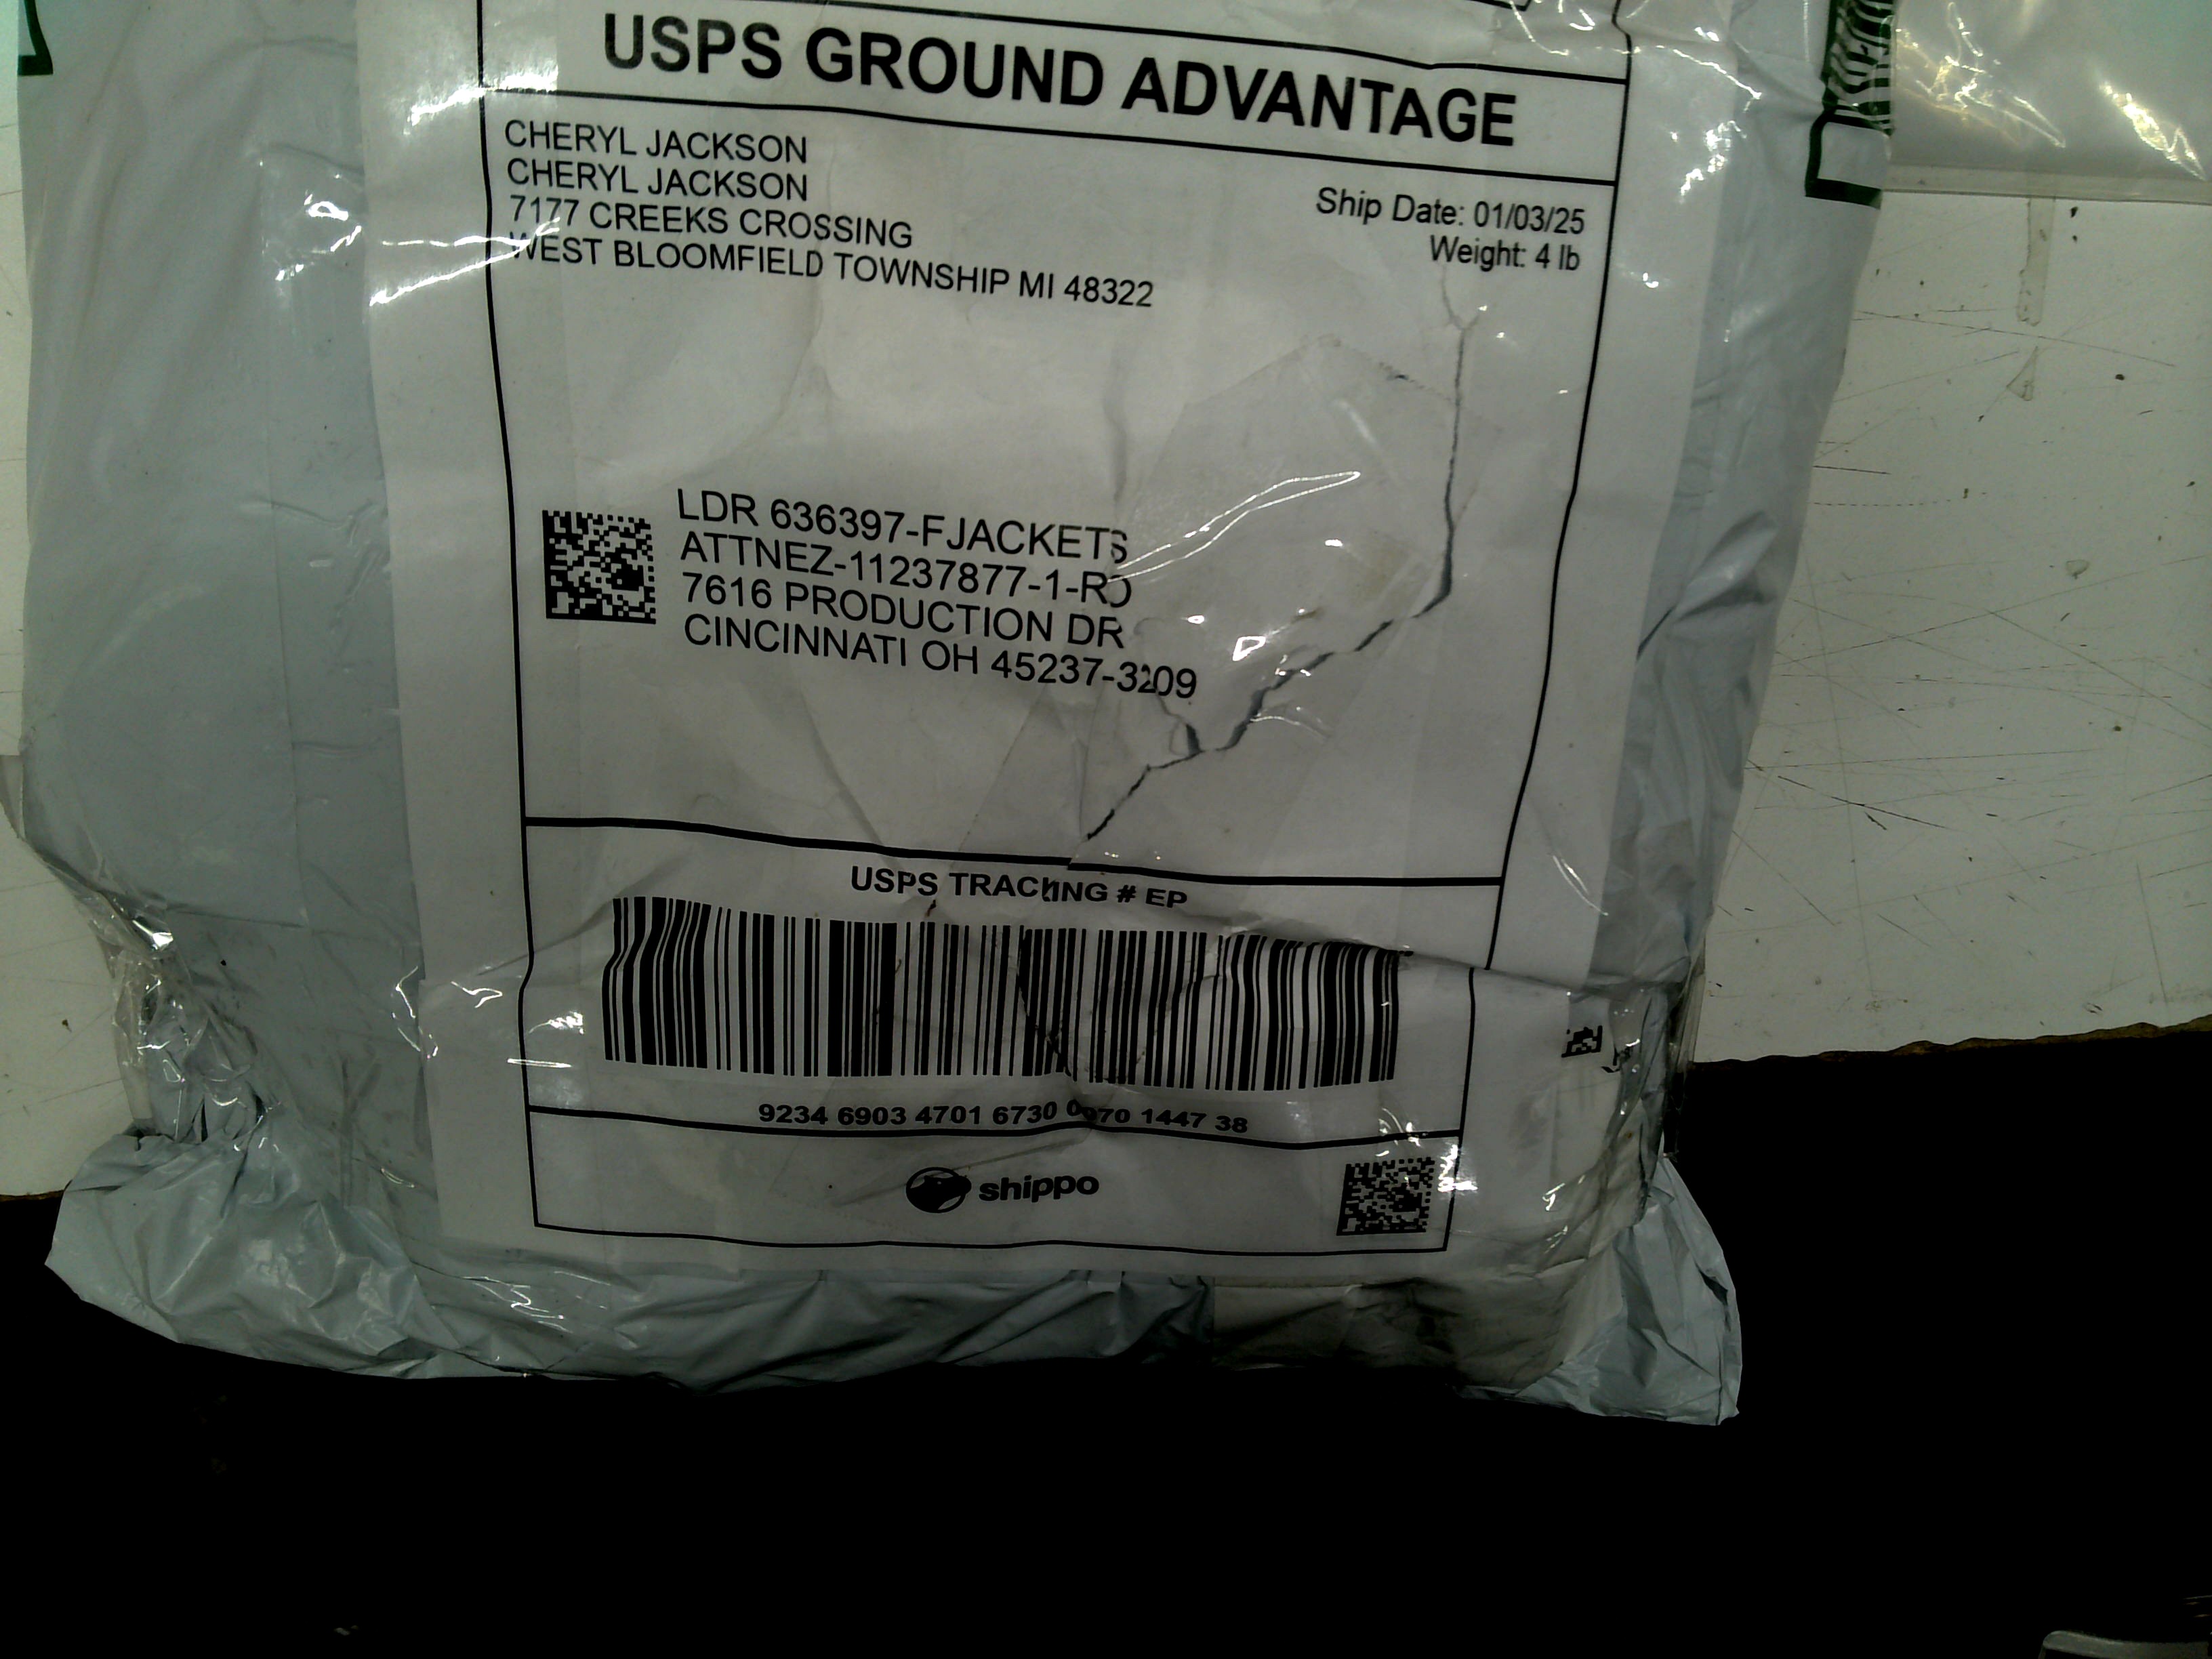 USPS GROUND ADVANTAGE
CHERYL JACKSON
CHERYL JACKSON
7177 CREEKS CROSSING
WEST BLOOMFIELD TOWNSHIP MI 48322
Ship Date: 01/03/25
Weight: 4 lb
LDR 636397-FJACKETS
ATTNEZ-11237877-1-RO
7616 PRODUCTION DR
CINCINNATI OH 45237-3209
USPS TRACKING # EP
9234 6903 4701 6730 0070 1447 38
shippo